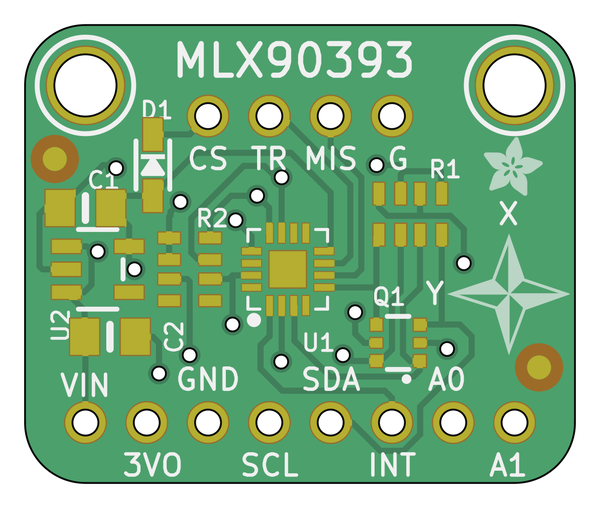 MLX90393
D1
CS TR MIS G
C1
R1
R2
X
Y
Q1
U2
C2
U1
VIN
GND
SDA
A0
3VO
SCL
INT
A1